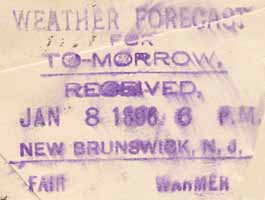 WEATHER FORECAST
FOR
TO-MORROW,
RECEIVED,
JAN 8 1896 6 P.M.
NEW BRUNSWICK, N. J.
FAIR WARMER